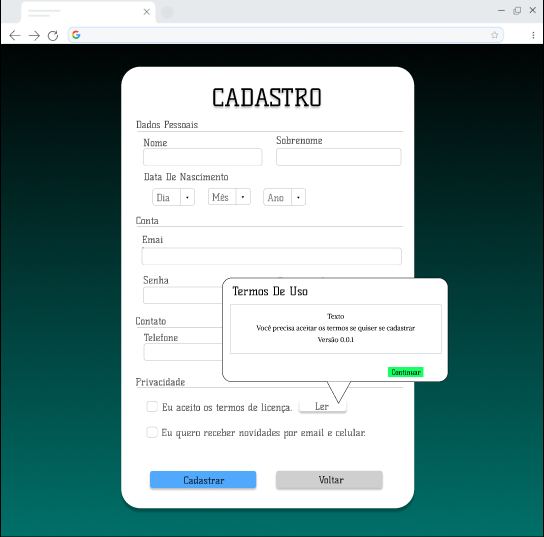 CADASTRO
Dados Pessoais
Nome
Sobrenome
Data De Nascimento
Dia
Mês
Ano
Conta
Emai
Senha
Termos De Uso
Texto
Você precisa aceitar os termos se quiser se cadastrar
Versão 0.0.1
Continuar
Contato
Telefone
Privacidade
Eu aceito os termos de licença.
Ler
Eu quero receber novidades por email e celular.
Cadastrar
Voltar